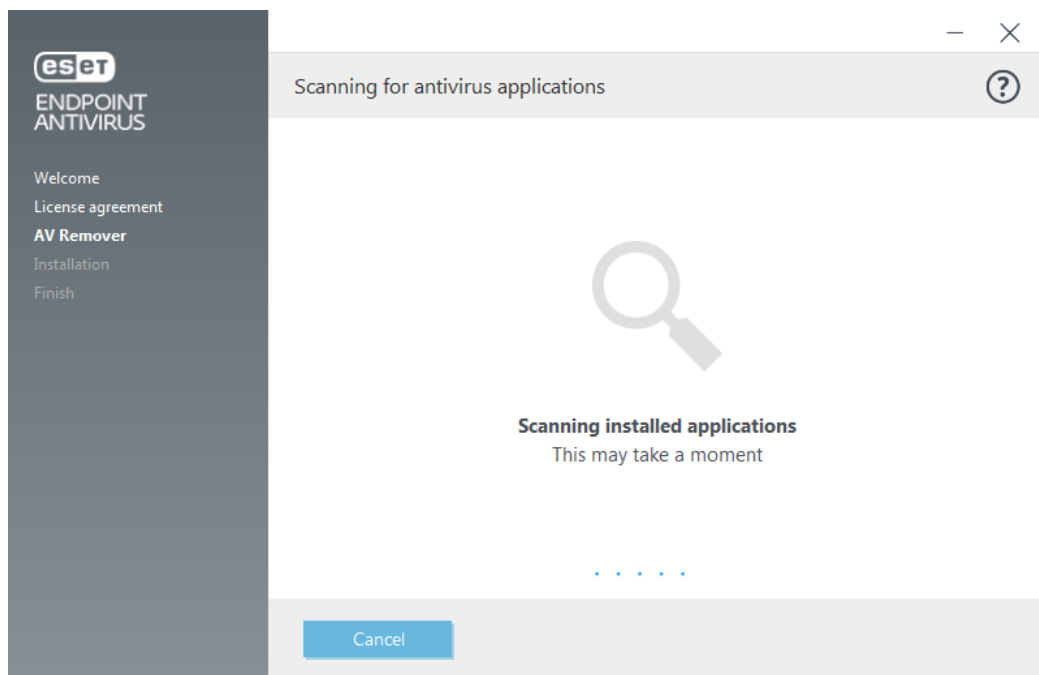 eset
ENDPOINT
ANTIVIRUS
Welcome
License agreement
AV Remover
Installation
Finish
Scanning for antivirus applications
?
Scanning installed applications
This may take a moment
Cancel